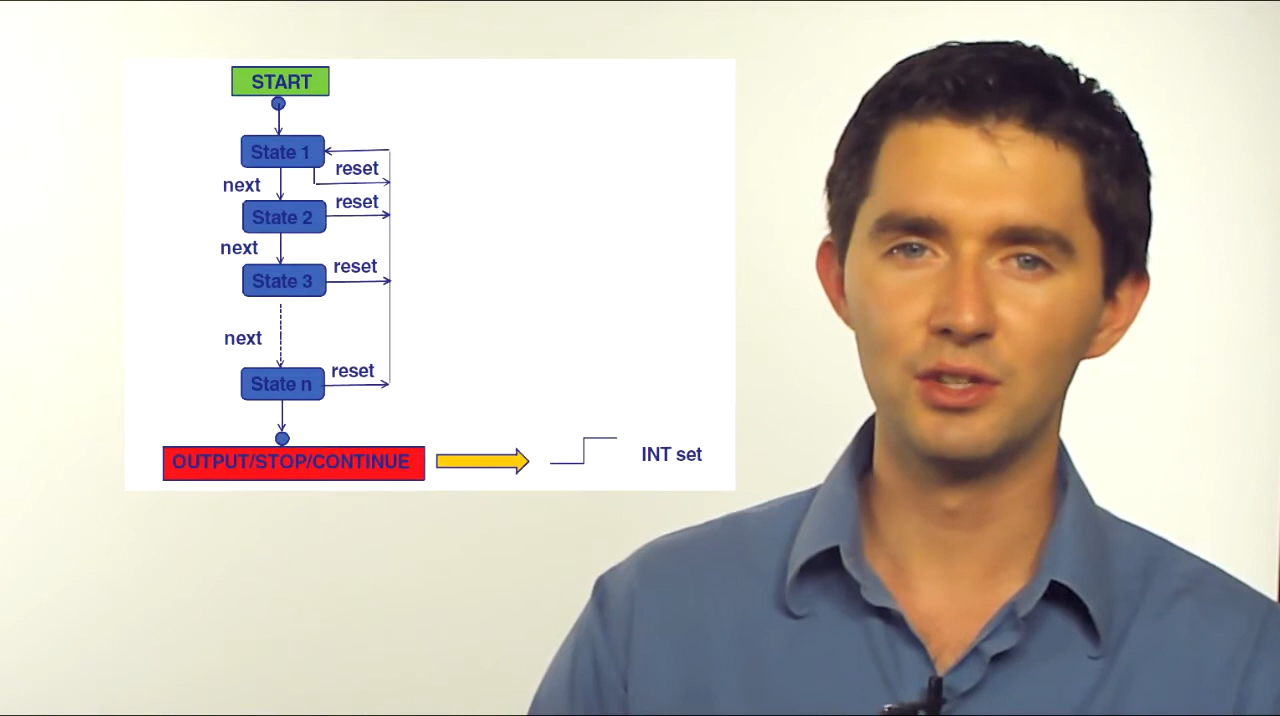 START
State 1
reset
next
reset
State 2
next
reset
State 3
next
reset
State n
OUTPUT/STOP/CONTINUE
INT set